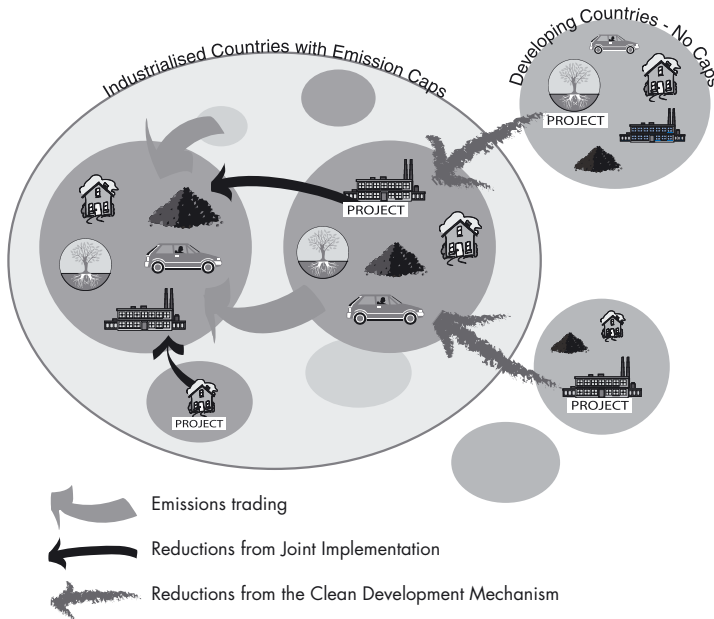 Industrialised Countries with Emission Caps
Developing Countries - No Caps
PROJECT
PROJECT
PROJECT
PROJECT
Emissions trading
Reductions from Joint Implementation
Reductions from the Clean Development Mechanism